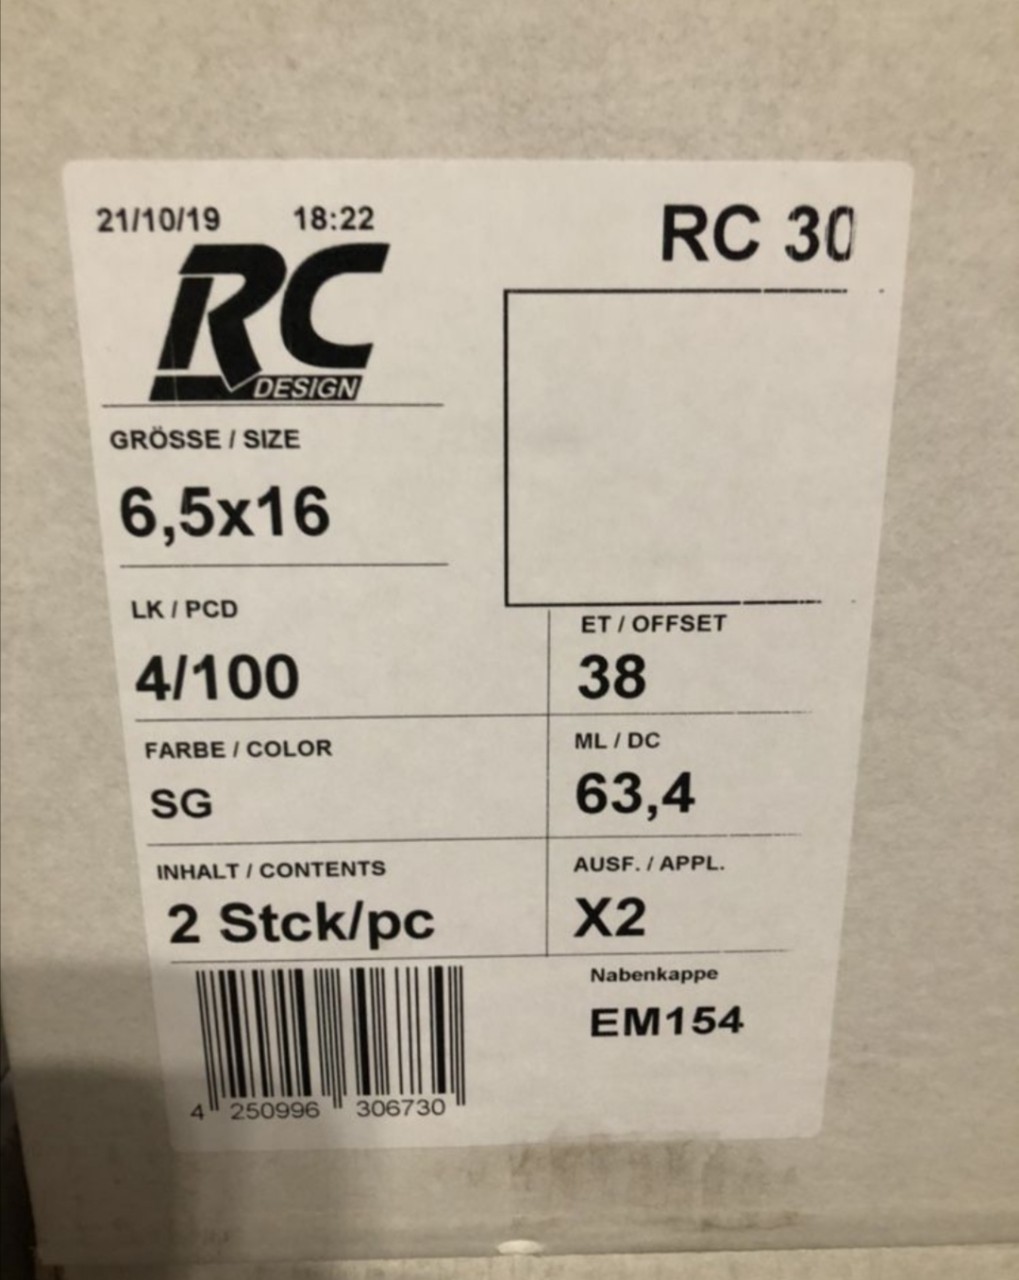 21/10/19 18:22
RC 30
RC
DESIGN
GRÖSSE / SIZE
6,5x16
LK / PCD
4/100
ET / OFFSET
38
FARBE / COLOR
SG
ML / DC
63,4
INHALT / CONTENTS
2 Stck/pc
AUSF. / APPL.
X2
Nabenkappe
EM154
4 250996 306730